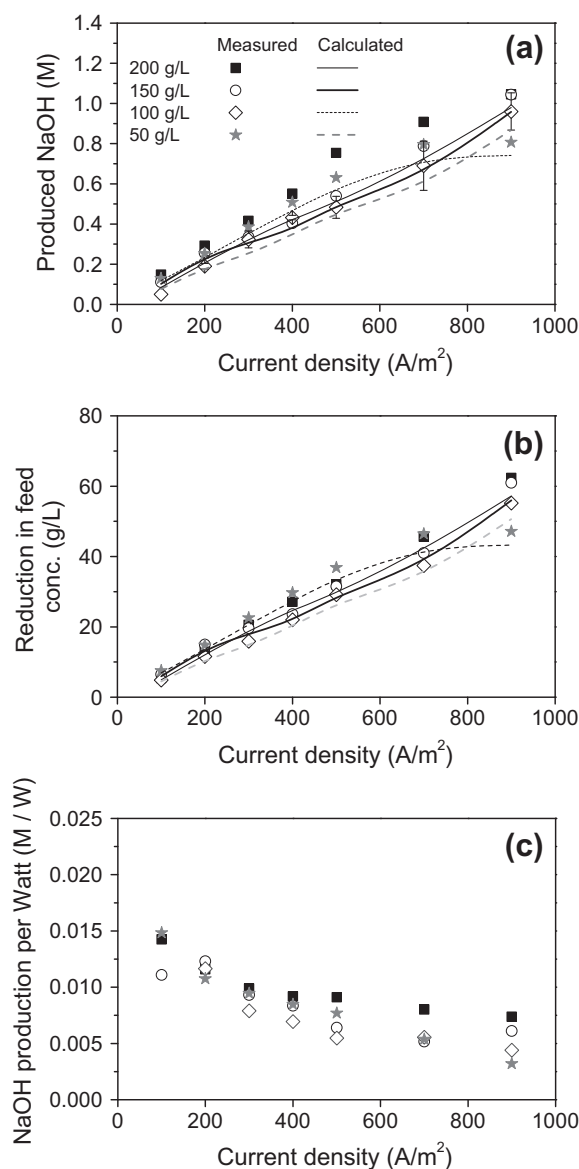 (a)
Measured Calculated
200 g/L
150 g/L
100 g/L
50 g/L
1.4
1.2
1.0
0.8
0.6
0.4
0.2
0.0
Produced NaOH (M)
0 200 400 600 800 1000
Current density (A/m²)
(b)
80
60
40
20
0
Reduction in feed
conc. (g/L)
0 200 400 600 800 1000
Current density (A/m²)
(c)
0.025
0.020
0.015
0.010
0.005
0.000
NaOH production per Watt (M / W)
0 200 400 600 800 1000
Current density (A/m²)